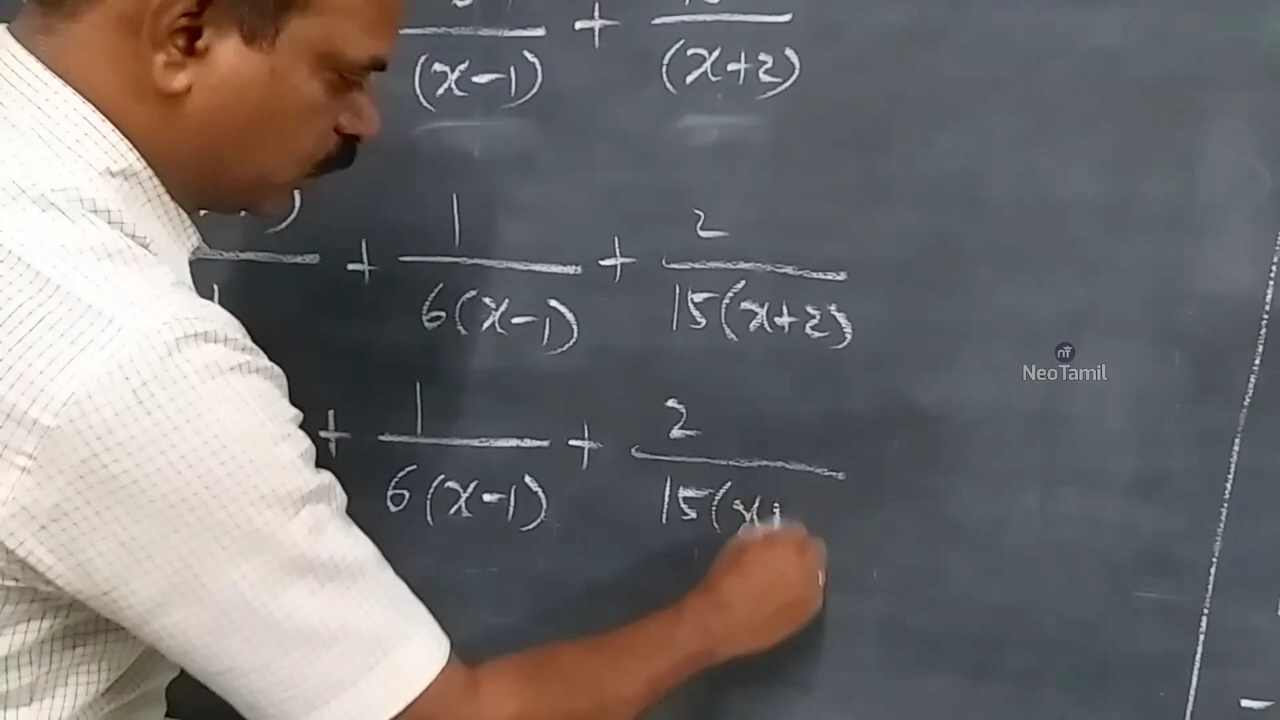 (x-1) + (x+2)
+ 1/6(x-1) + 2/15(x+2)
+ 1/6(x-1) + 2/15(x+
NeoTamil